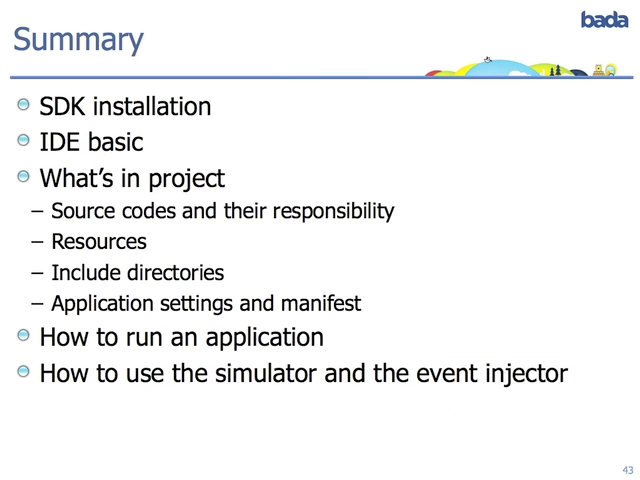 bada
Summary
SDK installation
IDE basic
What's in project
– Source codes and their responsibility
– Resources
– Include directories
– Application settings and manifest
How to run an application
How to use the simulator and the event injector
43